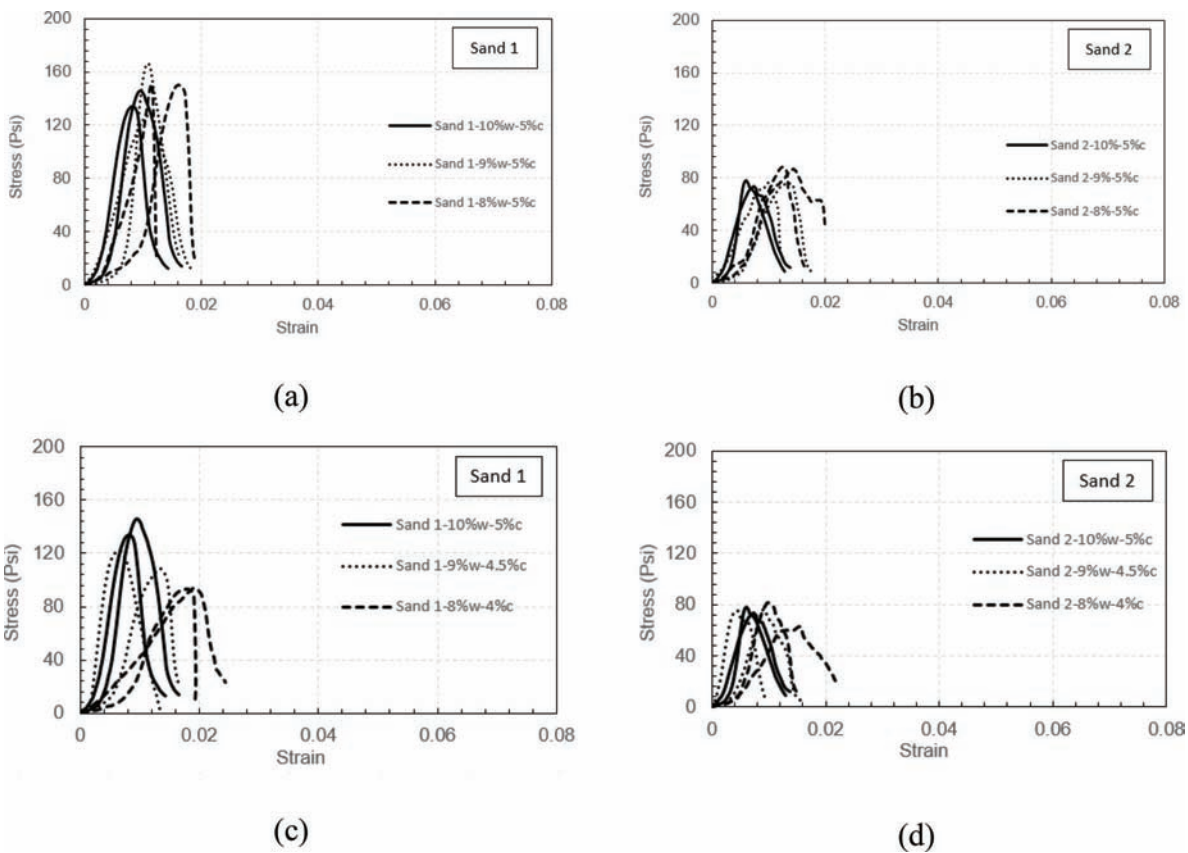 200
160
120
80
40
0
Stress (Psi)
Sand 1
Sand 1-10%w-5%c
Sand 1-9%w-5%c
Sand 1-8%w-5%c
0 0.02 0.04 0.06 0.08
Strain
(a)
200
160
120
80
40
0
Stress (Psi)
Sand 2
Sand 2-10%-5%c
Sand 2-9%-5%c
Sand 2-8%-5%c
0 0.02 0.04 0.06 0.08
Strain
(b)
200
160
120
80
40
0
Stress (Psi)
Sand 1
Sand 1-10%w-5%c
Sand 1-9%w-4.5%c
Sand 1-8%w-4%c
0 0.02 0.04 0.06 0.08
Strain
(c)
200
160
120
80
40
0
Stress (Psi)
Sand 2
Sand 2-10%w-5%c
Sand 2-9%w-4.5%c
Sand 2-8%w-4%c
0 0.02 0.04 0.06 0.08
Strain
(d)